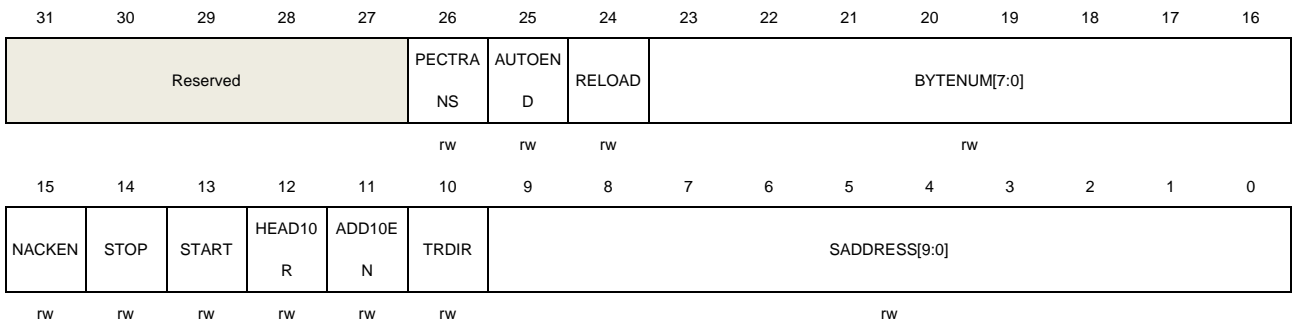 31 30 29 28 27 26 25 24 23 22 21 20 19 18 17 16
Reserved PECTRA NS AUTOEN D RELOAD BYTENUM[7:0]
rw rw rw rw
15 14 13 12 11 10 9 8 7 6 5 4 3 2 1 0
NACKEN STOP START HEAD10 R ADD10E N TRDIR SADDRESS[9:0]
rw rw rw rw rw rw rw